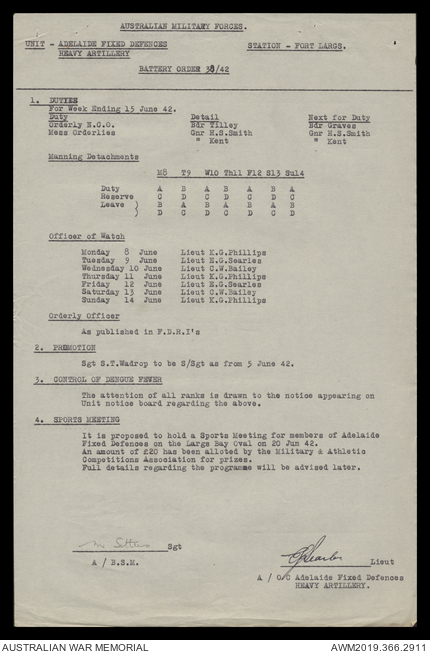 AUSTRALIAN MILITARY FORCES.
UNIT - ADELAIDE FIXED DEFENCES STATION - FORT LARGS.
HEAVY ARTILLERY
BATTERY ORDER 38/42
1. DUTIES
For Week Ending 15 June 42.
Duty Detail Next for Duty
Orderly N.C.O. Bdr Tilley Bdr Graves
Mess Orderlies Gnr H.S.Smith Gnr H.S.Smith
" Kent " Kent
Manning Detachments
M8 T9 W10 Th11 F12 S13 Su14
Duty A B A B A B A
Reserve C D C D C D C
Leave ) B A B A B A B
) D C D C D C D
Officer of Watch
Monday 8 June Lieut K.G.Phillips
Tuesday 9 June Lieut E.G.Searles
Wednesday 10 June Lieut C.W.Bailey
Thursday 11 June Lieut K.G.Phillips
Friday 12 June Lieut E.G.Searles
Saturday 13 June Lieut C.W.Bailey
Sunday 14 June Lieut K.G.Phillips
Orderly Officer
As published in F.D.R.I's
2. PROMOTION
Sgt S.T.Wadrop to be S/Sgt as from 5 June 42.
3. CONTROL OF DENGUE FEVER
The attention of all ranks is drawn to the notice appearing on
Unit notice board regarding the above.
4. SPORTS MEETING
It is proposed to hold a Sports Meeting for members of Adelaide
Fixed Defences on the Largs Bay Oval on 20 Jun 42.
An amount of £20 has been alloted by the Military & Athletic
Competitions Association for prizes.
Full details regarding the programme will be advised later.
Sgt
A / B.S.M.
Lieut
A / O/C Adelaide Fixed Defences
HEAVY ARTILLERY.
AUSTRALIAN WAR MEMORIAL AWM2019.366.2911